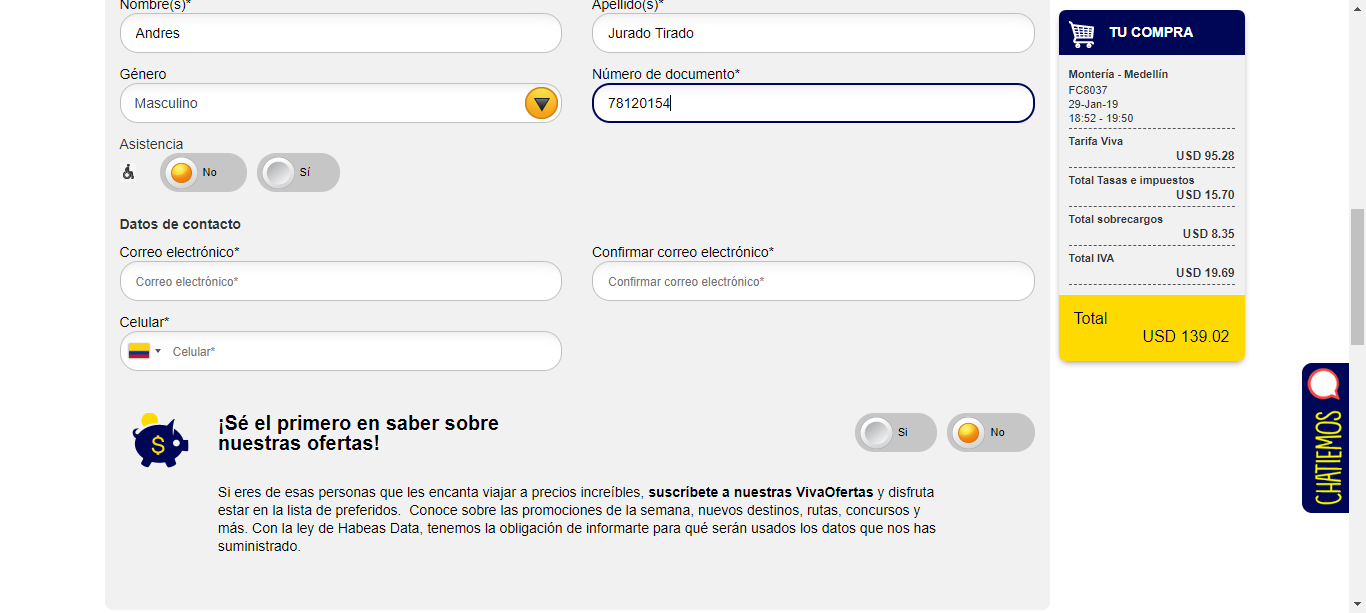 Nombre(s)*
Apellido(s)*
Andres
Jurado Tirado
Género
Número de documento*
Masculino
78120154
Asistencia
No
Sí
Datos de contacto
Correo electrónico*
Confirmar correo electrónico*
Correo electrónico*
Confirmar correo electrónico*
Celular*
Celular*
$
¡Sé el primero en saber sobre
nuestras ofertas!
Si
No
Si eres de esas personas que les encanta viajar a precios increíbles, suscríbete a nuestras VivaOfertas y disfruta
estar en la lista de preferidos.  Conoce sobre las promociones de la semana, nuevos destinos, rutas, concursos y
más. Con la ley de Habeas Data, tenemos la obligación de informarte para qué serán usados los datos que nos has
suministrado.
TU COMPRA
Montería - Medellín
FC8037
29-Jan-19
18:52 - 19:50
Tarifa Viva
USD 95.28
Total Tasas e impuestos
USD 15.70
Total sobrecargos
USD 8.35
Total IVA
USD 19.69
Total
USD 139.02
CHATIEMOS